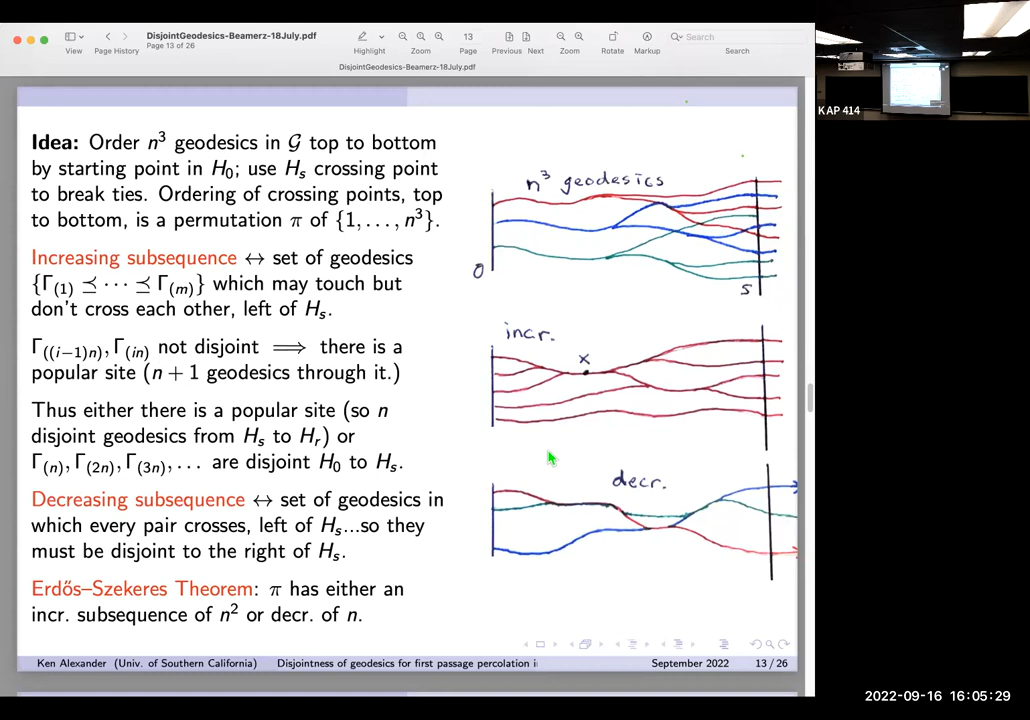 DisjointGeodesics-Beamerz-18July.pdf
Page 13 of 26
13
Search
View
Page History
Highlight
Zoom
Page
Previous
Next
Zoom
Rotate
Markup
Search
DisjointGeodesics-Beamerz-18July.pdf
KAP 414
Idea: Order n³ geodesics in 𝒢 top to bottom
by starting point in H₀; use Hₛ crossing point
to break ties. Ordering of crossing points, top
to bottom, is a permutation π of {1, . . . , n³}.
Increasing subsequence ↔ set of geodesics
{Γ₍₁₎ ⪯ ··· ⪯ Γ₍ₘ₎} which may touch but
don't cross each other, left of Hₛ.
Γ₍₍ᵢ₋₁₎ₙ₎, Γ₍ᵢₙ₎ not disjoint ⟹ there is a
popular site (n + 1 geodesics through it.)
Thus either there is a popular site (so n
disjoint geodesics from Hₛ to Hᵣ) or
Γ₍ₙ₎, Γ₍₂ₙ₎, Γ₍₃ₙ₎, . . . are disjoint H₀ to Hₛ.
Decreasing subsequence ↔ set of geodesics in
which every pair crosses, left of Hₛ...so they
must be disjoint to the right of Hₛ.
Erdős–Szekeres Theorem: π has either an
incr. subsequence of n² or decr. of n.
n³ geodesics
0
s
incr.
x
decr.
Ken Alexander (Univ. of Southern California)
Disjointness of geodesics for first passage percolation i
September 2022
13 / 26
2022-09-16 16:05:29